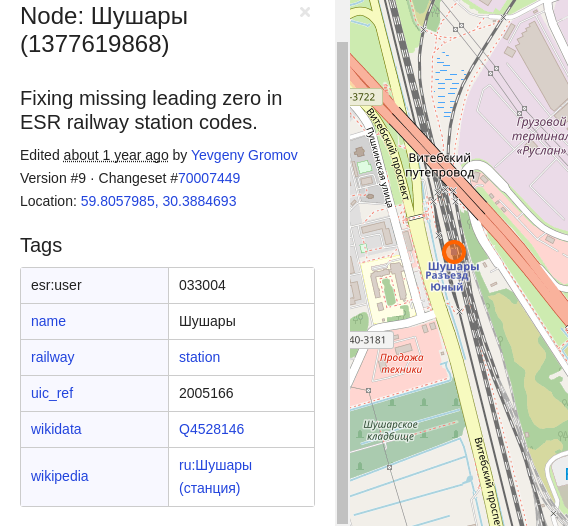 Node: Шушары
(1377619868)
×
Fixing missing leading zero in
ESR railway station codes.
Edited about 1 year ago by Yevgeny Gromov
Version #9 · Changeset #70007449
Location: 59.8057985, 30.3884693
Tags
esr:user 033004
name Шушары
railway station
uic_ref 2005166
wikidata Q4528146
wikipedia ru:Шушары
(станция)
-3722
Витебский проспект
Пушкинская улица
Грузовой
терминал
«Руслан»
Витебский
путепровод
Шушары
Разъезд
Юный
40-3181
Продажа
техники
Шушарское
кладбище
Витебский проспе